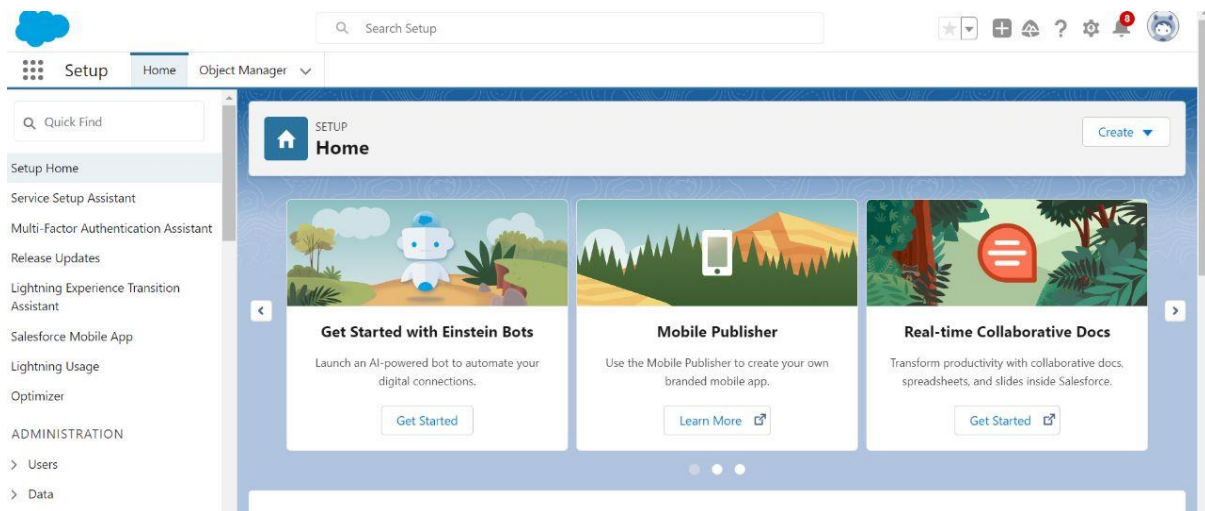 Search Setup
8
Setup
Home
Object Manager
Quick Find
Setup Home
Service Setup Assistant
Multi-Factor Authentication Assistant
Release Updates
Lightning Experience Transition
Assistant
Salesforce Mobile App
Lightning Usage
Optimizer
ADMINISTRATION
Users
Data
SETUP
Home
Create
Get Started with Einstein Bots
Launch an AI-powered bot to automate your
digital connections.
Get Started
Mobile Publisher
Use the Mobile Publisher to create your own
branded mobile app.
Learn More
Real-time Collaborative Docs
Transform productivity with collaborative docs,
spreadsheets, and slides inside Salesforce.
Get Started